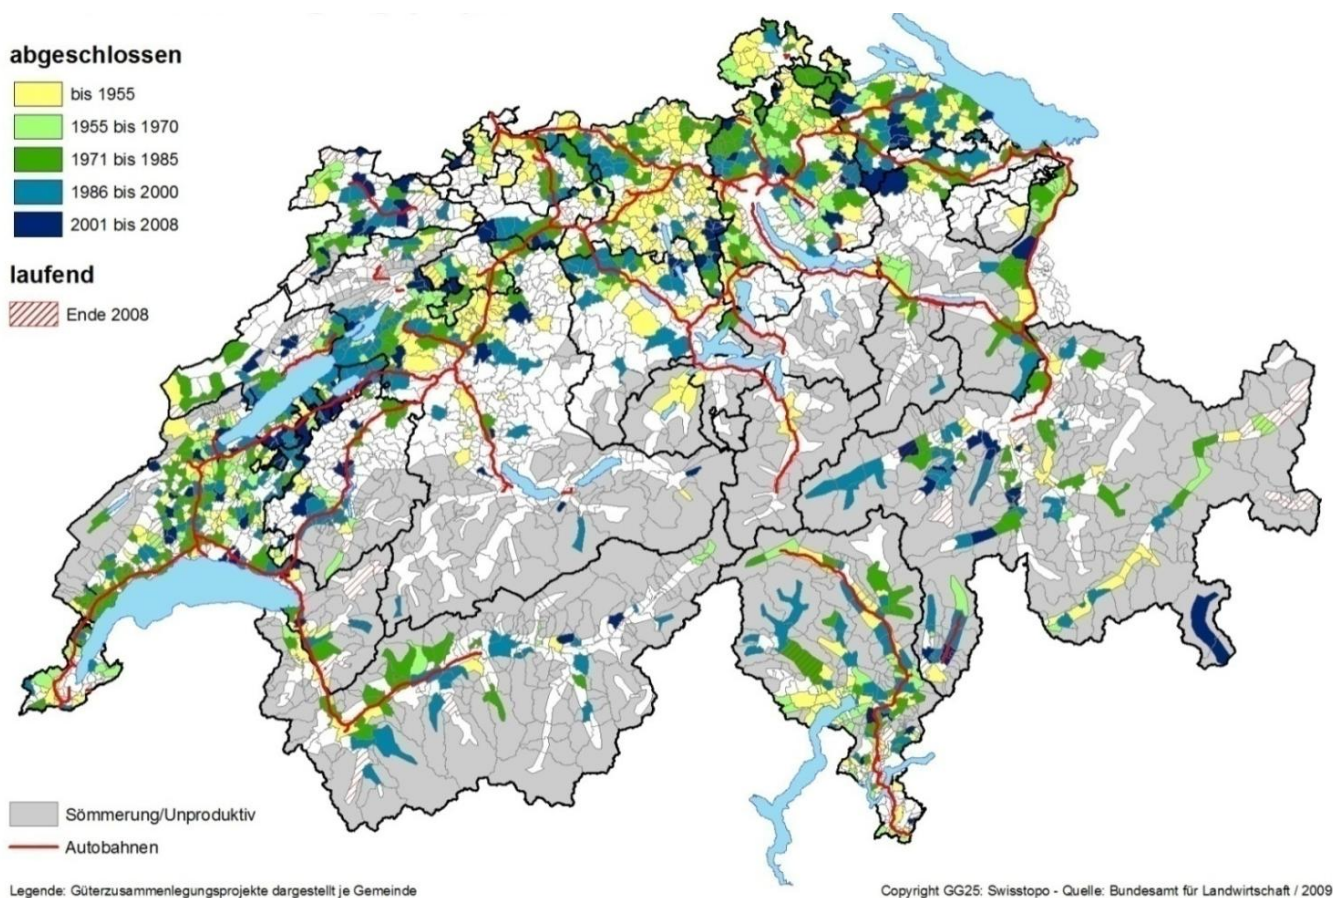 abgeschlossen
bis 1955
1955 bis 1970
1971 bis 1985
1986 bis 2000
2001 bis 2008
laufend
Ende 2008
Sömmerung/Unproduktiv
Autobahnen
Legende: Güterzusammenlegungsprojekte dargestellt je Gemeinde
Copyright GG25: Swisstopo - Quelle: Bundesamt für Landwirtschaft / 2009